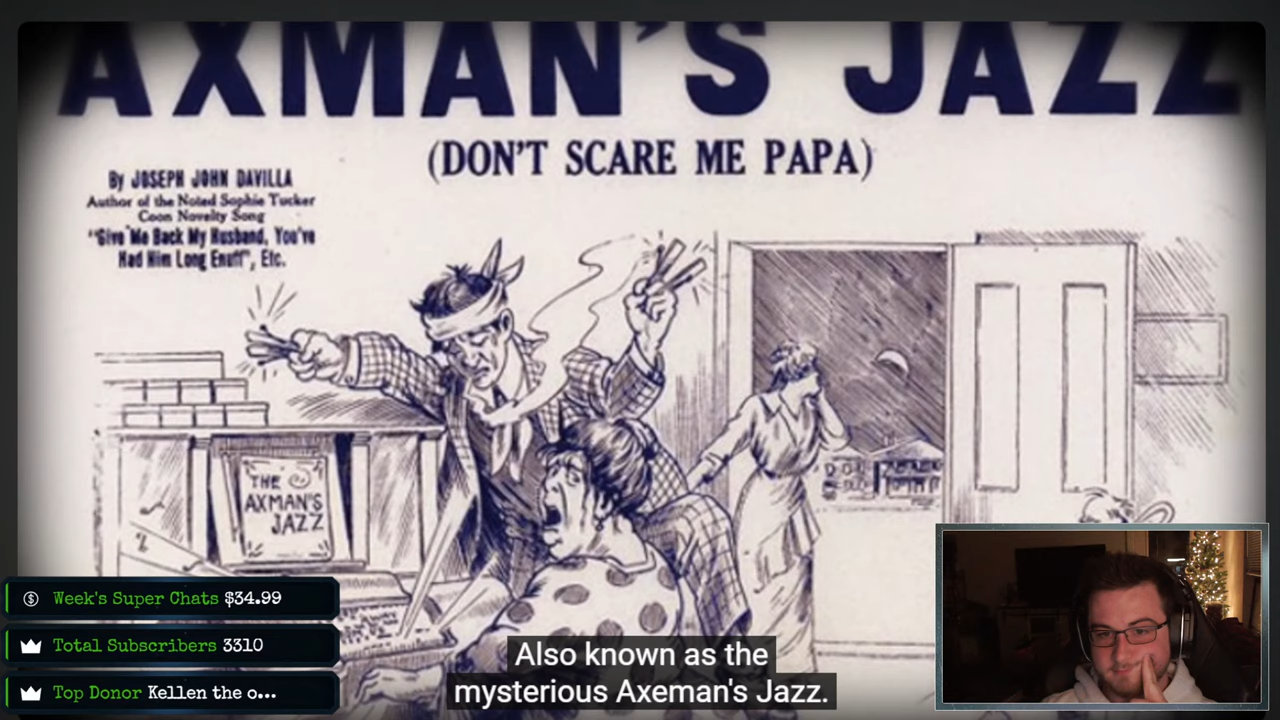 AXMAN'S JAZZ
(DON'T SCARE ME PAPA)
By JOSEPH JOHN DAVILLA
Author of the Noted Sophie Tucker
Coon Novelty Song
"Give Me Back My Husband, You've
Had Him Long Enuff", Etc.
THE
AXMAN'S
JAZZ
Week's Super Chats $34.99
Total Subscribers 3310
Top Donor Kellen the o...
Also known as the
mysterious Axeman's Jazz.